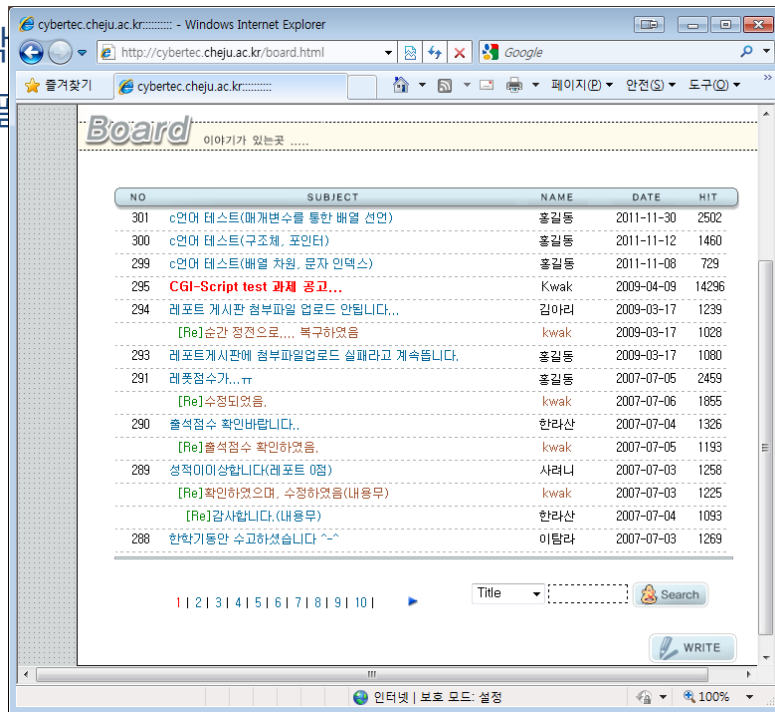 cybertec.cheju.ac.kr::::::::: - Windows Internet Explorer
http://cybertec.cheju.ac.kr/board.html Google
즐겨찾기 cybertec.cheju.ac.kr:::::::::: 페이지(P) 안전(S) 도구(O) »
Board 이야기가 있는곳 .....
NO SUBJECT NAME DATE HIT
301 c언어 테스트(매개변수를 통한 배열 선언) 홍길동 2011-11-30 2502
300 c언어 테스트(구조체, 포인터) 홍길동 2011-11-12 1460
299 c언어 테스트(배열 차원, 문자 인덱스) 홍길동 2011-11-08 729
295 CGI-Script test 과제 공고... Kwak 2009-04-09 14296
294 레포트 게시판 첨부파일 업로드 안됩니다... 김아리 2009-03-17 1239
[Re]순간 정전으로.... 복구하였음 kwak 2009-03-17 1028
293 레포트게시판에 첨부파일업로드 실패라고 계속뜹니다. 홍길동 2009-03-17 1080
291 레폿점수가...ㅠ 홍길동 2007-07-05 2459
[Re]수정되었음. kwak 2007-07-06 1855
290 출석점수 확인바랍니다.. 한라산 2007-07-04 1326
[Re]출석점수 확인하였음. kwak 2007-07-05 1193
289 성적이이상합니다(레포트 0점) 사려니 2007-07-03 1258
[Re]확인하였으며, 수정하였음(내용무) kwak 2007-07-03 1225
[Re]감사합니다.(내용무) 한라산 2007-07-04 1093
288 한학기동안 수고하셨습니다 ^-^ 이탐라 2007-07-03 1269
1 | 2 | 3 | 4 | 5 | 6 | 7 | 8 | 9 | 10 | Title Search
WRITE
인터넷 | 보호 모드: 설정 100%